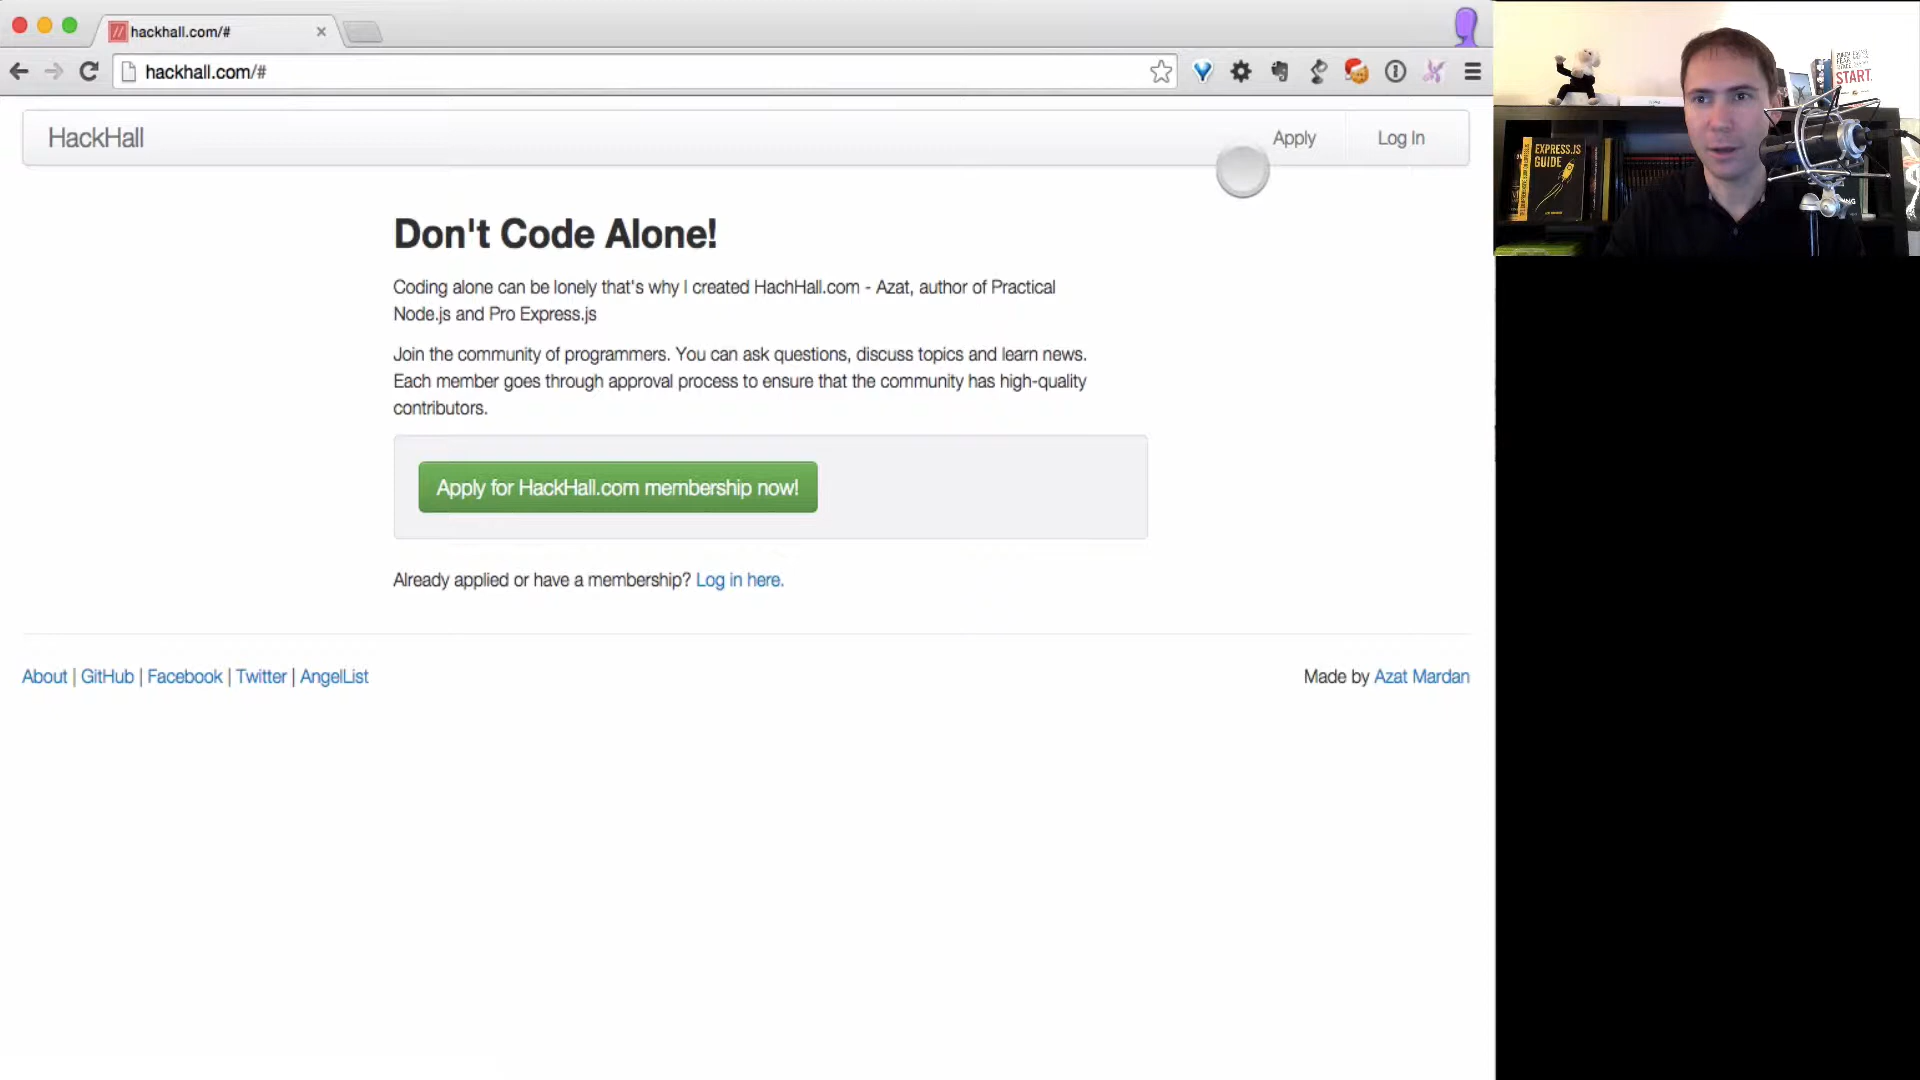 hackhall.com/#
hackhall.com/#
HackHall
Apply
Log In
Don't Code Alone!
Coding alone can be lonely that's why I created HachHall.com - Azat, author of Practical
Node.js and Pro Express.js
Join the community of programmers. You can ask questions, discuss topics and learn news.
Each member goes through approval process to ensure that the community has high-quality
contributors.
Apply for HackHall.com membership now!
Already applied or have a membership? Log in here.
About | GitHub | Facebook | Twitter | AngelList
Made by Azat Mardan
EXPRESS.JS
GUIDE
START.